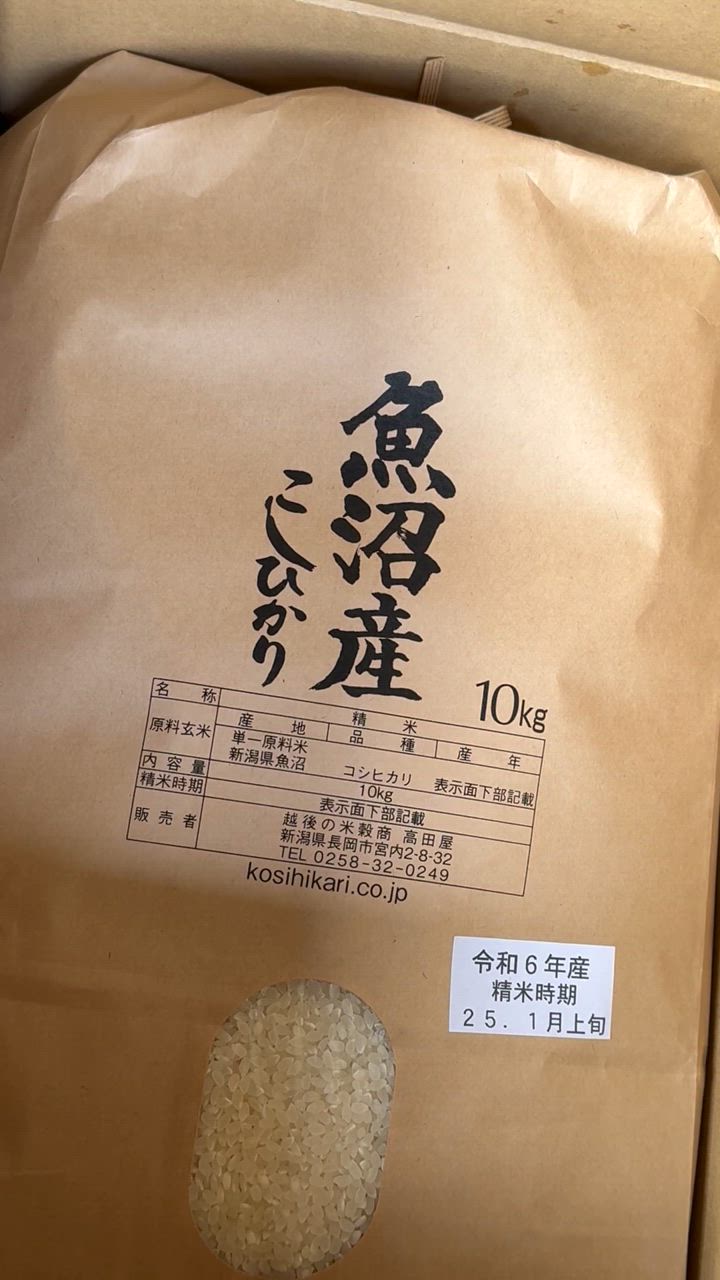 魚沼産
こしひかり
10kg
名称 精米
原料玄米 産地 品種 産年
単一原料米
新潟県魚沼 コシヒカリ 表示面下部記載
内容量 10kg
精米時期 表示面下部記載
販売者 越後の米穀商 高田屋
新潟県長岡市宮内2-8-32
TEL 0258-32-0249
kosihikari.co.jp
令和6年産
精米時期
25.1月上旬